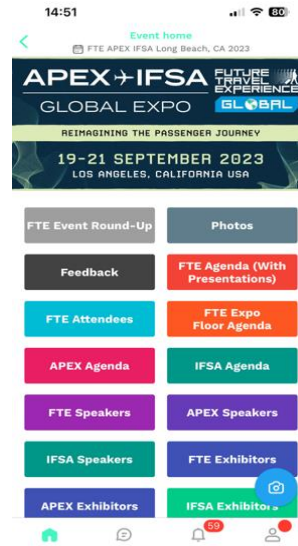 14:51
80
Event home
FTE APEX IFSA Long Beach, CA 2023
APEX IFSA
GLOBAL EXPO
FUTURE
TRAVEL
EXPERIENCE
GLOBAL
REIMAGINING THE PASSENGER JOURNEY
19-21 SEPTEMBER 2023
LOS ANGELES, CALIFORNIA USA
FTE Event Round-Up
Photos
Feedback
FTE Agenda (With
Presentations)
FTE Attendees
FTE Expo
Floor Agenda
APEX Agenda
IFSA Agenda
FTE Speakers
APEX Speakers
IFSA Speakers
FTE Exhibitors
APEX Exhibitors
IFSA Exhibitors
59